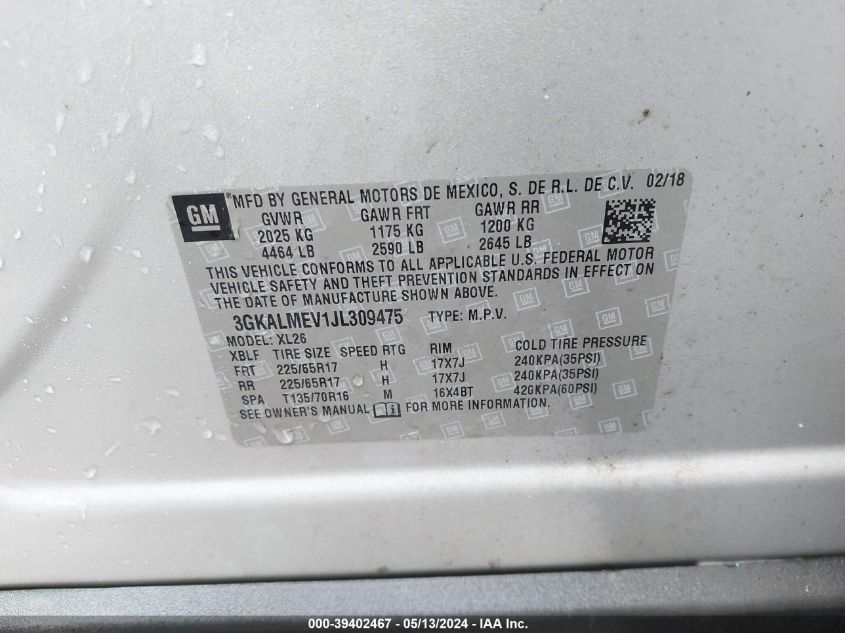 GM MFD BY GENERAL MOTORS DE MEXICO, S. DE R.L. DE C.V. 02/18
GVWR GAWR FRT GAWR RR
2025 KG 1175 KG 1200 KG
4464 LB 2590 LB 2645 LB
THIS VEHICLE CONFORMS TO ALL APPLICABLE U.S. FEDERAL MOTOR
VEHICLE SAFETY AND THEFT PREVENTION STANDARDS IN EFFECT ON
THE DATE OF MANUFACTURE SHOWN ABOVE.
3GKALMEV1JL309475 TYPE: M.P.V.
MODEL: XL26
XBLF TIRE SIZE SPEED RTG RIM COLD TIRE PRESSURE
FRT 225/65R17 H 17X7J 240KPA(35PSI)
RR 225/65R17 H 17X7J 240KPA(35PSI)
SPA T135/70R16 M 16X4BT 420KPA(60PSI)
SEE OWNER'S MANUAL FOR MORE INFORMATION.
000-39402467 - 05/13/2024 - IAA Inc.